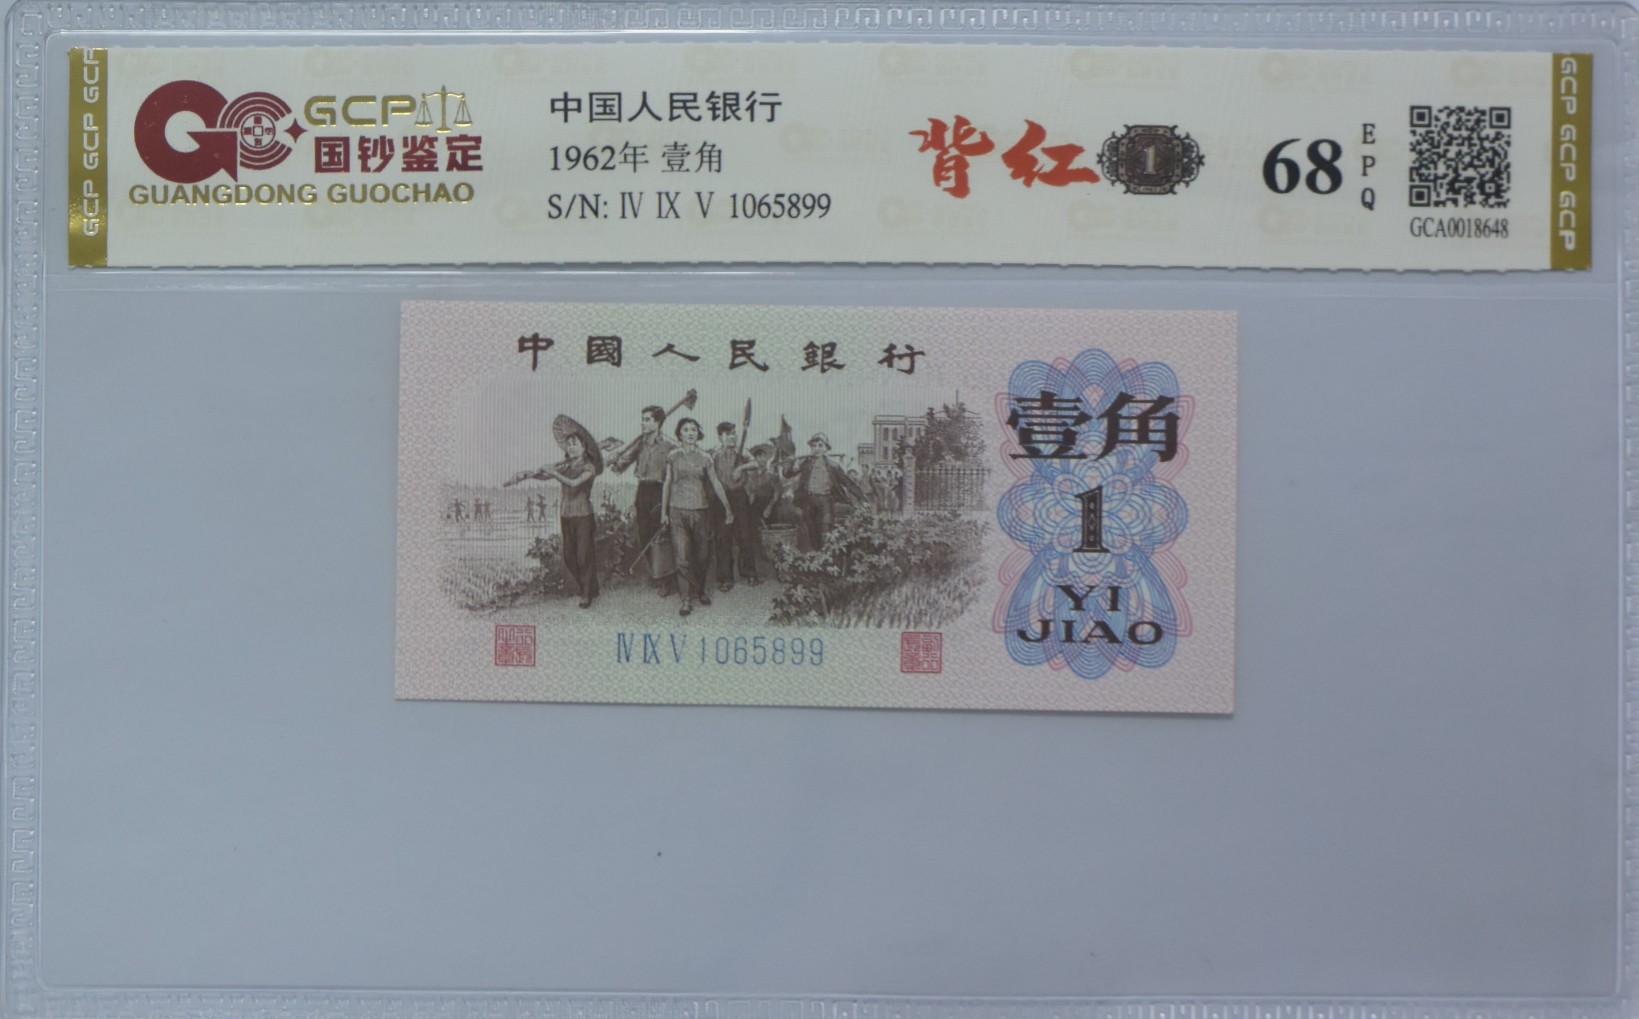 GCP GCP GCP
GCP
国钞鉴定
GUANGDONG GUOCHAO
中国人民银行
1962年 壹角
S/N: Ⅳ Ⅸ Ⅴ 1065899
背红
1
68
EPQ
GCA0018648
GCP GCP GCP
中國人民銀行
壹角
1
YI
JIAO
ⅣⅨⅤ1065899